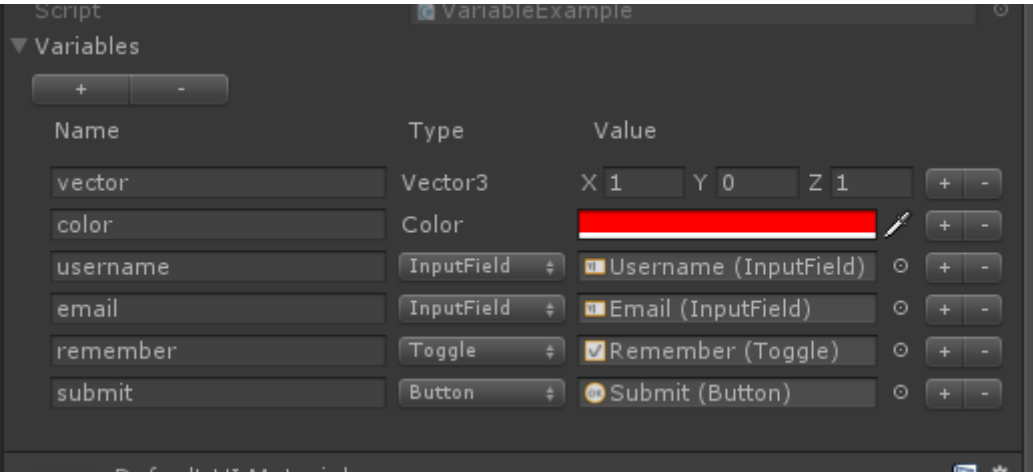 Script VariableExample
Variables
+ -
Name Type Value
vector Vector3 X 1 Y 0 Z 1 + -
color Color + -
username InputField Username (InputField) + -
email InputField Email (InputField) + -
remember Toggle Remember (Toggle) + -
submit Button OK Submit (Button) + -
Default UI Material